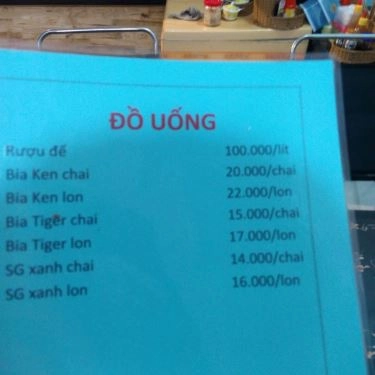 ĐỒ UỐNG
Rượu đế 100.000/lít
Bia Ken chai 20.000/chai
Bia Ken lon 22.000/lon
Bia Tiger chai 15.000/chai
Bia Tiger lon 17.000/lon
SG xanh chai 14.000/chai
SG xanh lon 16.000/lon